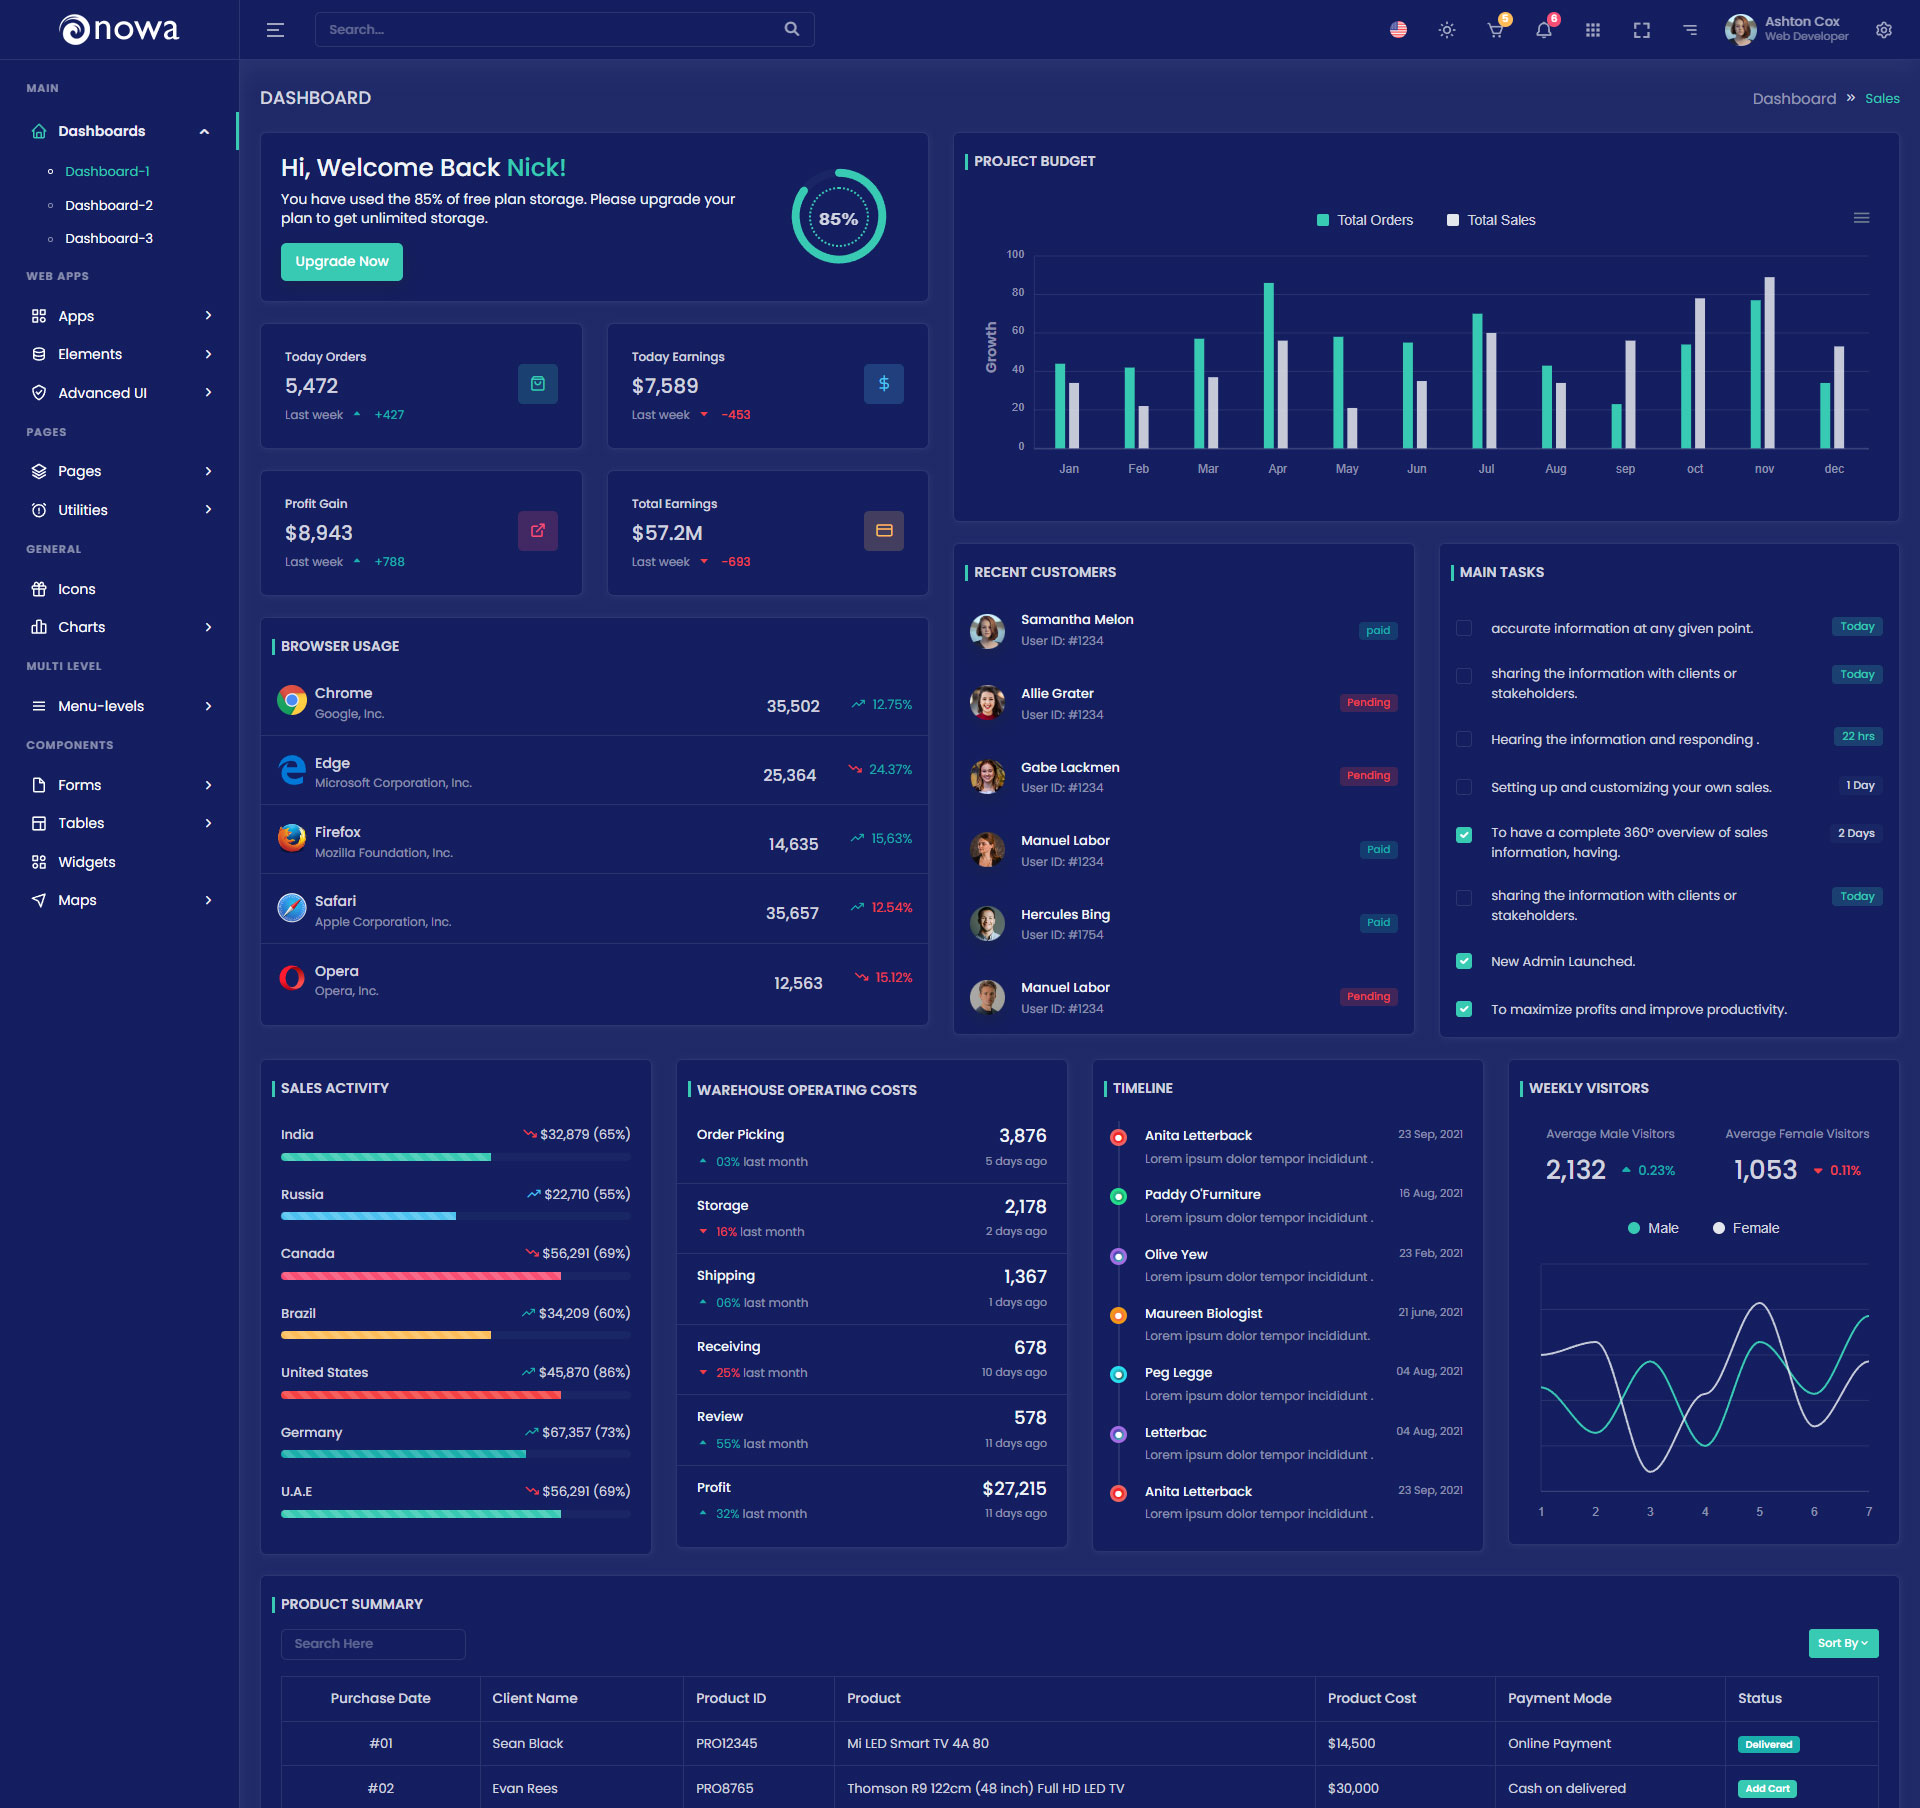 nowa
Search...
5
6
Ashton Cox
Web Developer
MAIN
Dashboards
Dashboard-1
Dashboard-2
Dashboard-3
WEB APPS
Apps
Elements
Advanced UI
PAGES
Pages
Utilities
GENERAL
Icons
Charts
MULTI LEVEL
Menu-levels
COMPONENTS
Forms
Tables
Widgets
Maps
DASHBOARD
Dashboard » Sales
Hi, Welcome Back Nick!
You have used the 85% of free plan storage. Please upgrade your
plan to get unlimited storage.
Upgrade Now
85%
Today Orders
5,472
Last week +427
Today Earnings
$7,589
Last week -453
Profit Gain
$8,943
Last week +788
Total Earnings
$57.2M
Last week -693
PROJECT BUDGET
Total Orders Total Sales
Growth
100
80
60
40
20
0
Jan Feb Mar Apr May Jun Jul Aug sep oct nov dec
BROWSER USAGE
Chrome
Google, Inc.
35,502 12.75%
Edge
Microsoft Corporation, Inc.
25,364 24.37%
Firefox
Mozilla Foundation, Inc.
14,635 15,63%
Safari
Apple Corporation, Inc.
35,657 12.54%
Opera
Opera, Inc.
12,563 15.12%
RECENT CUSTOMERS
Samantha Melon
User ID: #1234
paid
Allie Grater
User ID: #1234
Pending
Gabe Lackmen
User ID: #1234
Pending
Manuel Labor
User ID: #1234
Paid
Hercules Bing
User ID: #1754
Paid
Manuel Labor
User ID: #1234
Pending
MAIN TASKS
accurate information at any given point. Today
sharing the information with clients or
stakeholders.
Today
Hearing the information and responding . 22 hrs
Setting up and customizing your own sales. 1 Day
To have a complete 360° overview of sales
information, having.
2 Days
sharing the information with clients or
stakeholders.
Today
New Admin Launched.
To maximize profits and improve productivity.
SALES ACTIVITY
India $32,879 (65%)
Russia $22,710 (55%)
Canada $56,291 (69%)
Brazil $34,209 (60%)
United States $45,870 (86%)
Germany $67,357 (73%)
U.A.E $56,291 (69%)
WAREHOUSE OPERATING COSTS
Order Picking 3,876
03% last month 5 days ago
Storage 2,178
16% last month 2 days ago
Shipping 1,367
06% last month 1 days ago
Receiving 678
25% last month 10 days ago
Review 578
55% last month 11 days ago
Profit $27,215
32% last month 11 days ago
TIMELINE
Anita Letterback 23 Sep, 2021
Lorem ipsum dolor tempor incididunt .
Paddy O'Furniture 16 Aug, 2021
Lorem ipsum dolor tempor incididunt .
Olive Yew 23 Feb, 2021
Lorem ipsum dolor tempor incididunt .
Maureen Biologist 21 june, 2021
Lorem ipsum dolor tempor incididunt.
Peg Legge 04 Aug, 2021
Lorem ipsum dolor tempor incididunt .
Letterbac 04 Aug, 2021
Lorem ipsum dolor tempor incididunt .
Anita Letterback 23 Sep, 2021
Lorem ipsum dolor tempor incididunt .
WEEKLY VISITORS
Average Male Visitors
2,132 0.23%
Average Female Visitors
1,053 0.11%
Male Female
1 2 3 4 5 6 7
PRODUCT SUMMARY
Search Here
Sort By
Purchase Date Client Name Product ID Product Product Cost Payment Mode Status
#01 Sean Black PRO12345 Mi LED Smart TV 4A 80 $14,500 Online Payment Delivered
#02 Evan Rees PRO8765 Thomson R9 122cm (48 inch) Full HD LED TV $30,000 Cash on delivered Add Cart